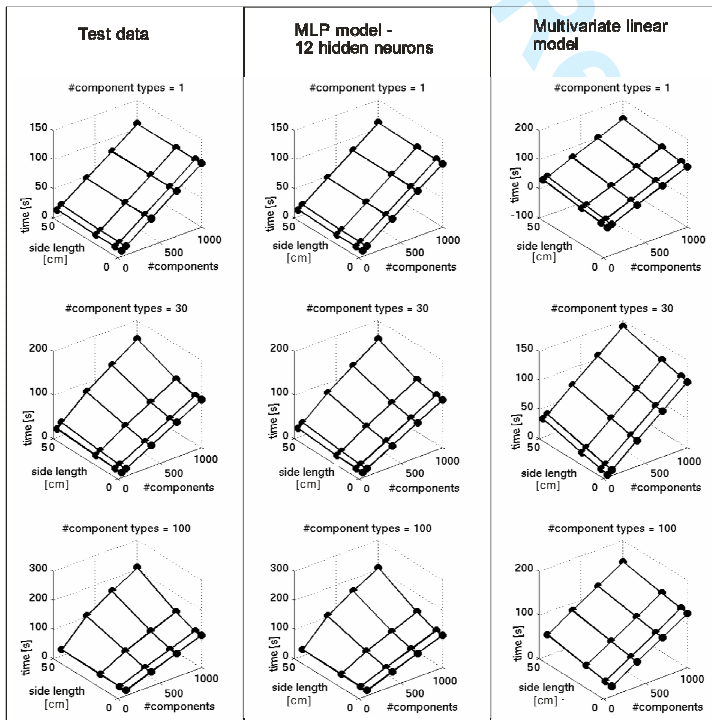 Test data
MLP model -
12 hidden neurons
Multivariate linear
model
#component types = 1
150
100
50
0
time [s]
50
side length
[cm]
0
0
500
1000
#components
#component types = 1
150
100
50
0
time [s]
50
side length
[cm]
0
0
500
1000
#components
#component types = 1
200
100
0
-100
time [s]
50
side length
[cm]
0
0
500
1000
#components
#component types = 30
200
100
0
time [s]
50
side length
[cm]
0
0
500
1000
#components
#component types = 30
200
100
0
time [s]
50
side length
[cm]
0
0
500
1000
#components
#component types = 30
150
100
50
0
time [s]
50
side length
[cm]
0
0
500
1000
#components
#component types = 100
300
200
100
0
time [s]
50
side length
[cm]
0
0
500
1000
#components
#component types = 100
300
200
100
0
time [s]
50
side length
[cm]
0
0
500
1000
#components
#component types = 100
200
100
0
time [s]
50
side length
[cm] -
0
0
500
1000
#components